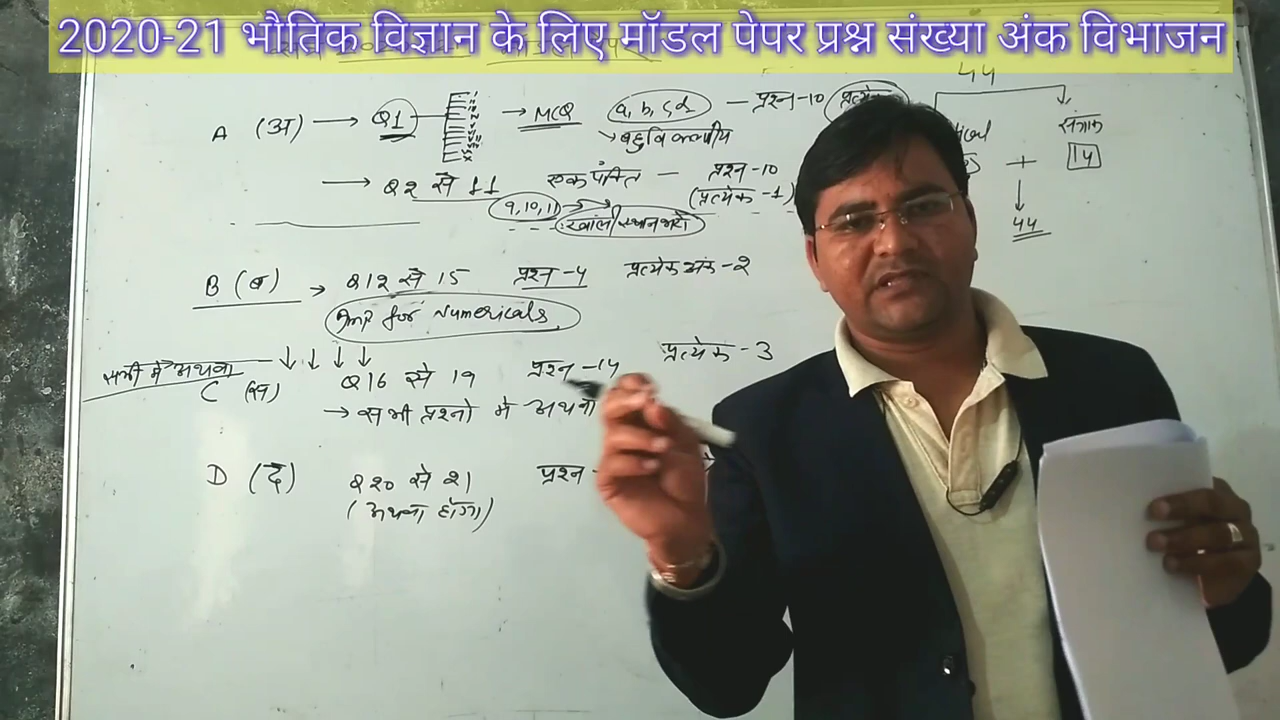 2020-21 भौतिक विज्ञान के लिए मॉडल पेपर प्रश्न संख्या अंक विभाजन
44
A (अ) → Q1 → MCQ a, b, c, d – प्रश्न-10
→ बहुविकल्पीय
संज्ञाक
+ 14
44
→ Q2 से 11 एक पंक्ति – प्रश्न-10
(प्रत्येक -1)
9, 10, 11 → खाली स्थान भरो
B (ब) → Q12 से 15 प्रश्न-4 प्रत्येक अंक-2
Imp for Numericals
सभी में अथवा
C (स) Q16 से 19 प्रश्न-14 प्रत्येक-3
→ सभी प्रश्नो में अथवा
D (द) Q20 से 21 प्रश्न -
(अथवा होगा)